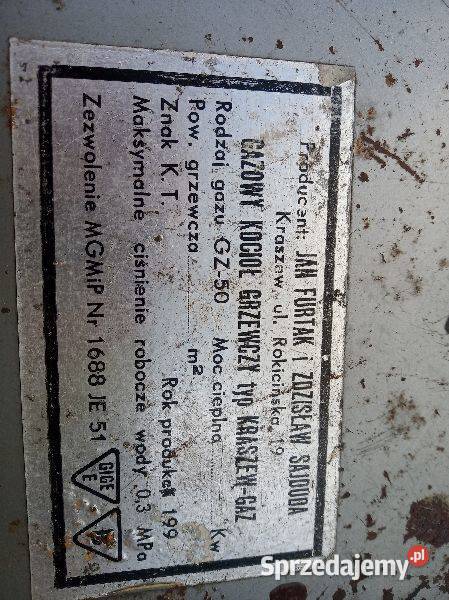 Producent: JAN FURTAK i ZDZISŁAW SAJDUDA
Kraszew, ul. Rokicińska 19
GAZOWY KOCIOŁ GRZEWCZY typ KRASZEW-GAZ
Rodzaj gazu GZ-50 Moc cieplna Kw
Pow. grzewcza m²
Znak K.T. Rok produkcji 199
Maksymalne ciśnienie robocze wody 0,3 MPa
Zezwolenie MGMiP Nr 1688 JE 51
GIGE
E
Sprzedajemy.pl